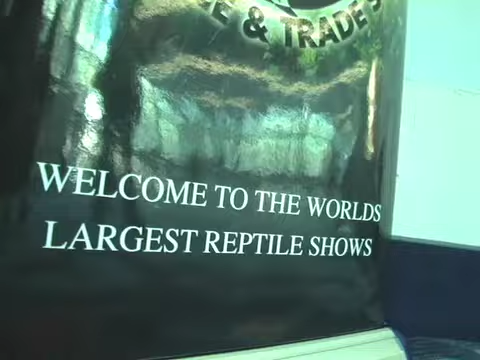 & TRADE
WELCOME TO THE WORLDS
LARGEST REPTILE SHOWS